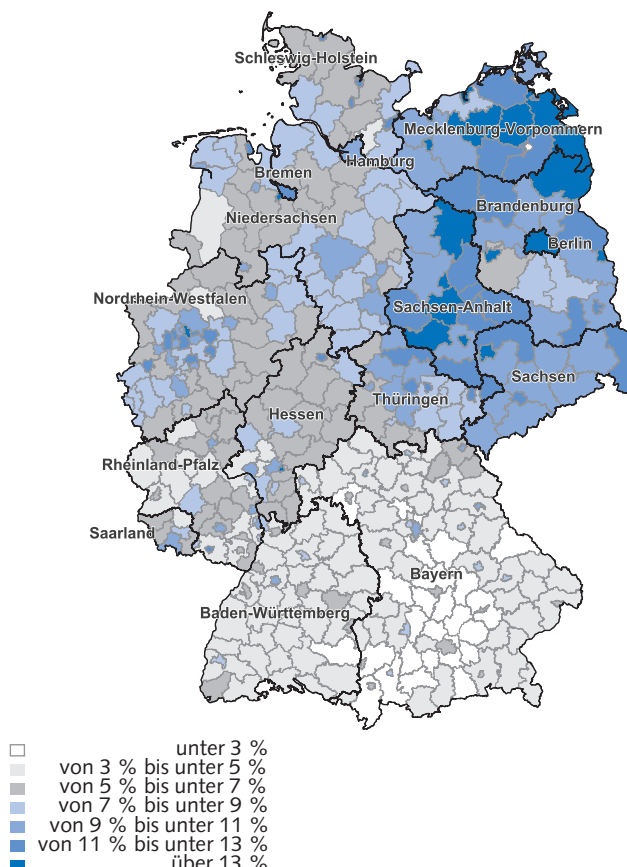 Schleswig-Holstein
Mecklenburg-Vorpommern
Hamburg
Bremen
Brandenburg
Niedersachsen
Berlin
Nordrhein-Westfalen
Sachsen-Anhalt
Sachsen
Thüringen
Hessen
Rheinland-Pfalz
Saarland
Bayern
Baden-Württemberg
unter 3 %
von 3 % bis unter 5 %
von 5 % bis unter 7 %
von 7 % bis unter 9 %
von 9 % bis unter 11 %
von 11 % bis unter 13 %
über 13 %